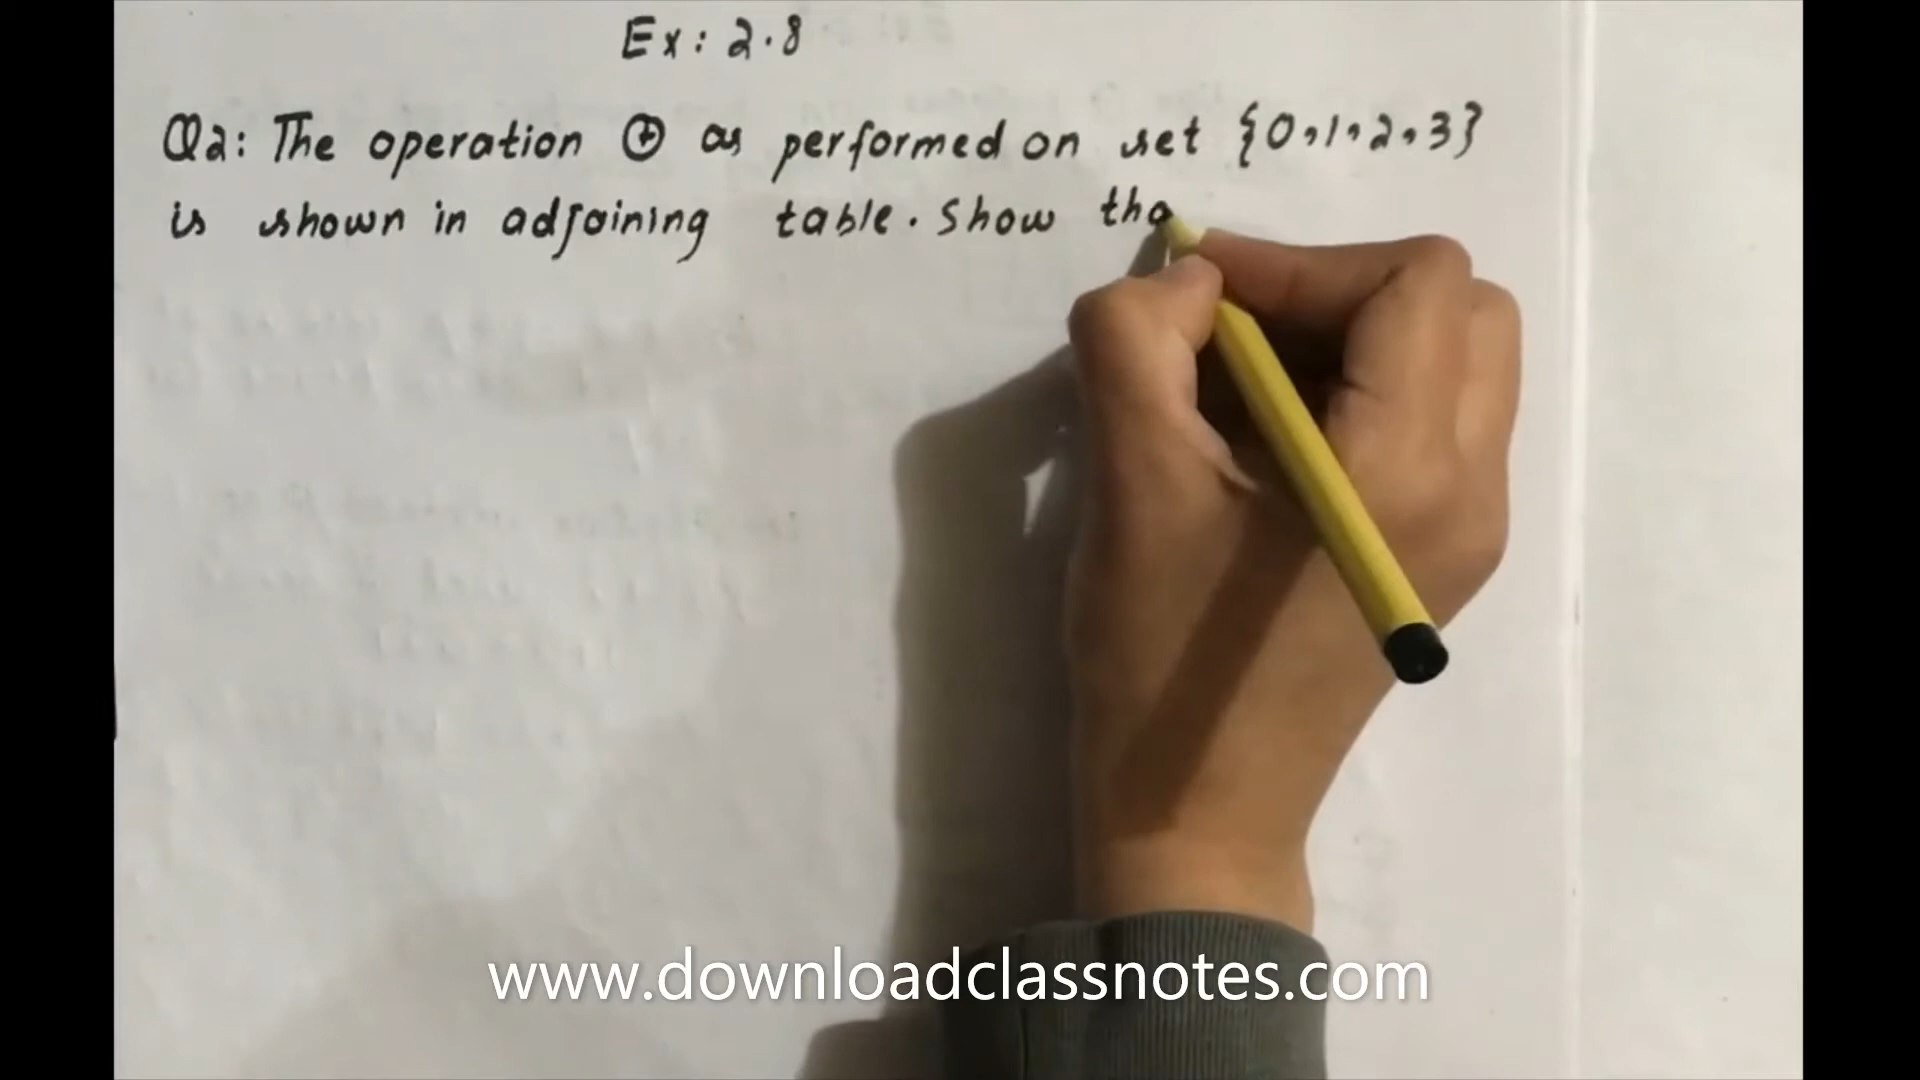 Ex: 2.8
Q2: The operation ⊕ as performed on set {0,1,2,3}
is shown in adjoining table. Show tha
www.downloadclassnotes.com